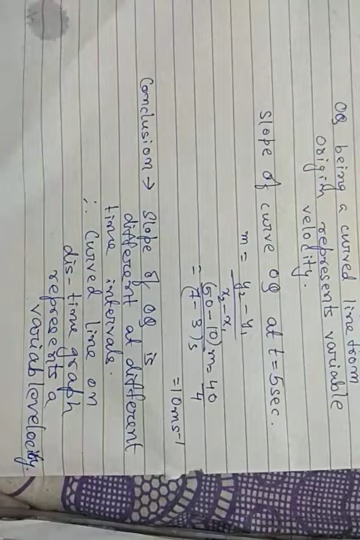 OQ being a curved line from
origin represents variable
velocity.
Slope of curve OQ at t=5sec.
m = y2 - y1 / x2 - x1
= (50-10)m / (7-3)s = 40 / 4
= 10ms-1
Conclusion → Slope of OQ is
different at different
time intervals.
∴ Curved line on
dis-time graph
represents a
variable velocity.